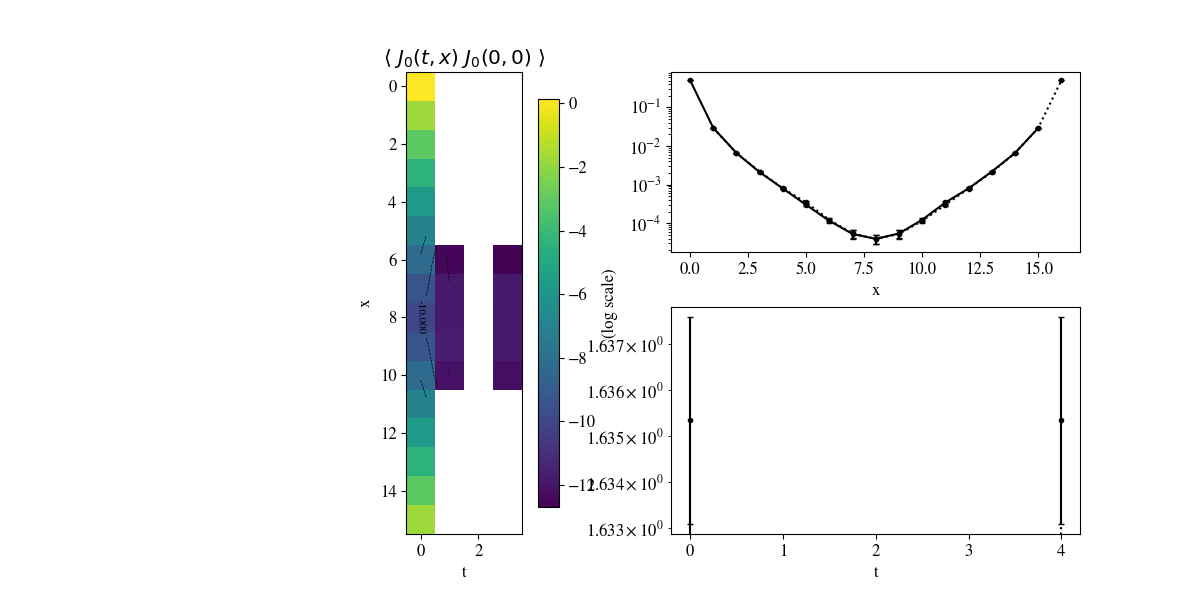 ⟨ J₀(t, x) J₀(0, 0) ⟩
0
2
4
6
8
10
12
14
x
-10.000
0 2
t
0
−2
−4
−6
−8
−10
−12
(log scale)
10⁻¹
10⁻²
10⁻³
10⁻⁴
0.0 2.5 5.0 7.5 10.0 12.5 15.0
x
1.637 × 10⁰
1.636 × 10⁰
1.635 × 10⁰
1.634 × 10⁰
1.633 × 10⁰
0 1 2 3 4
t